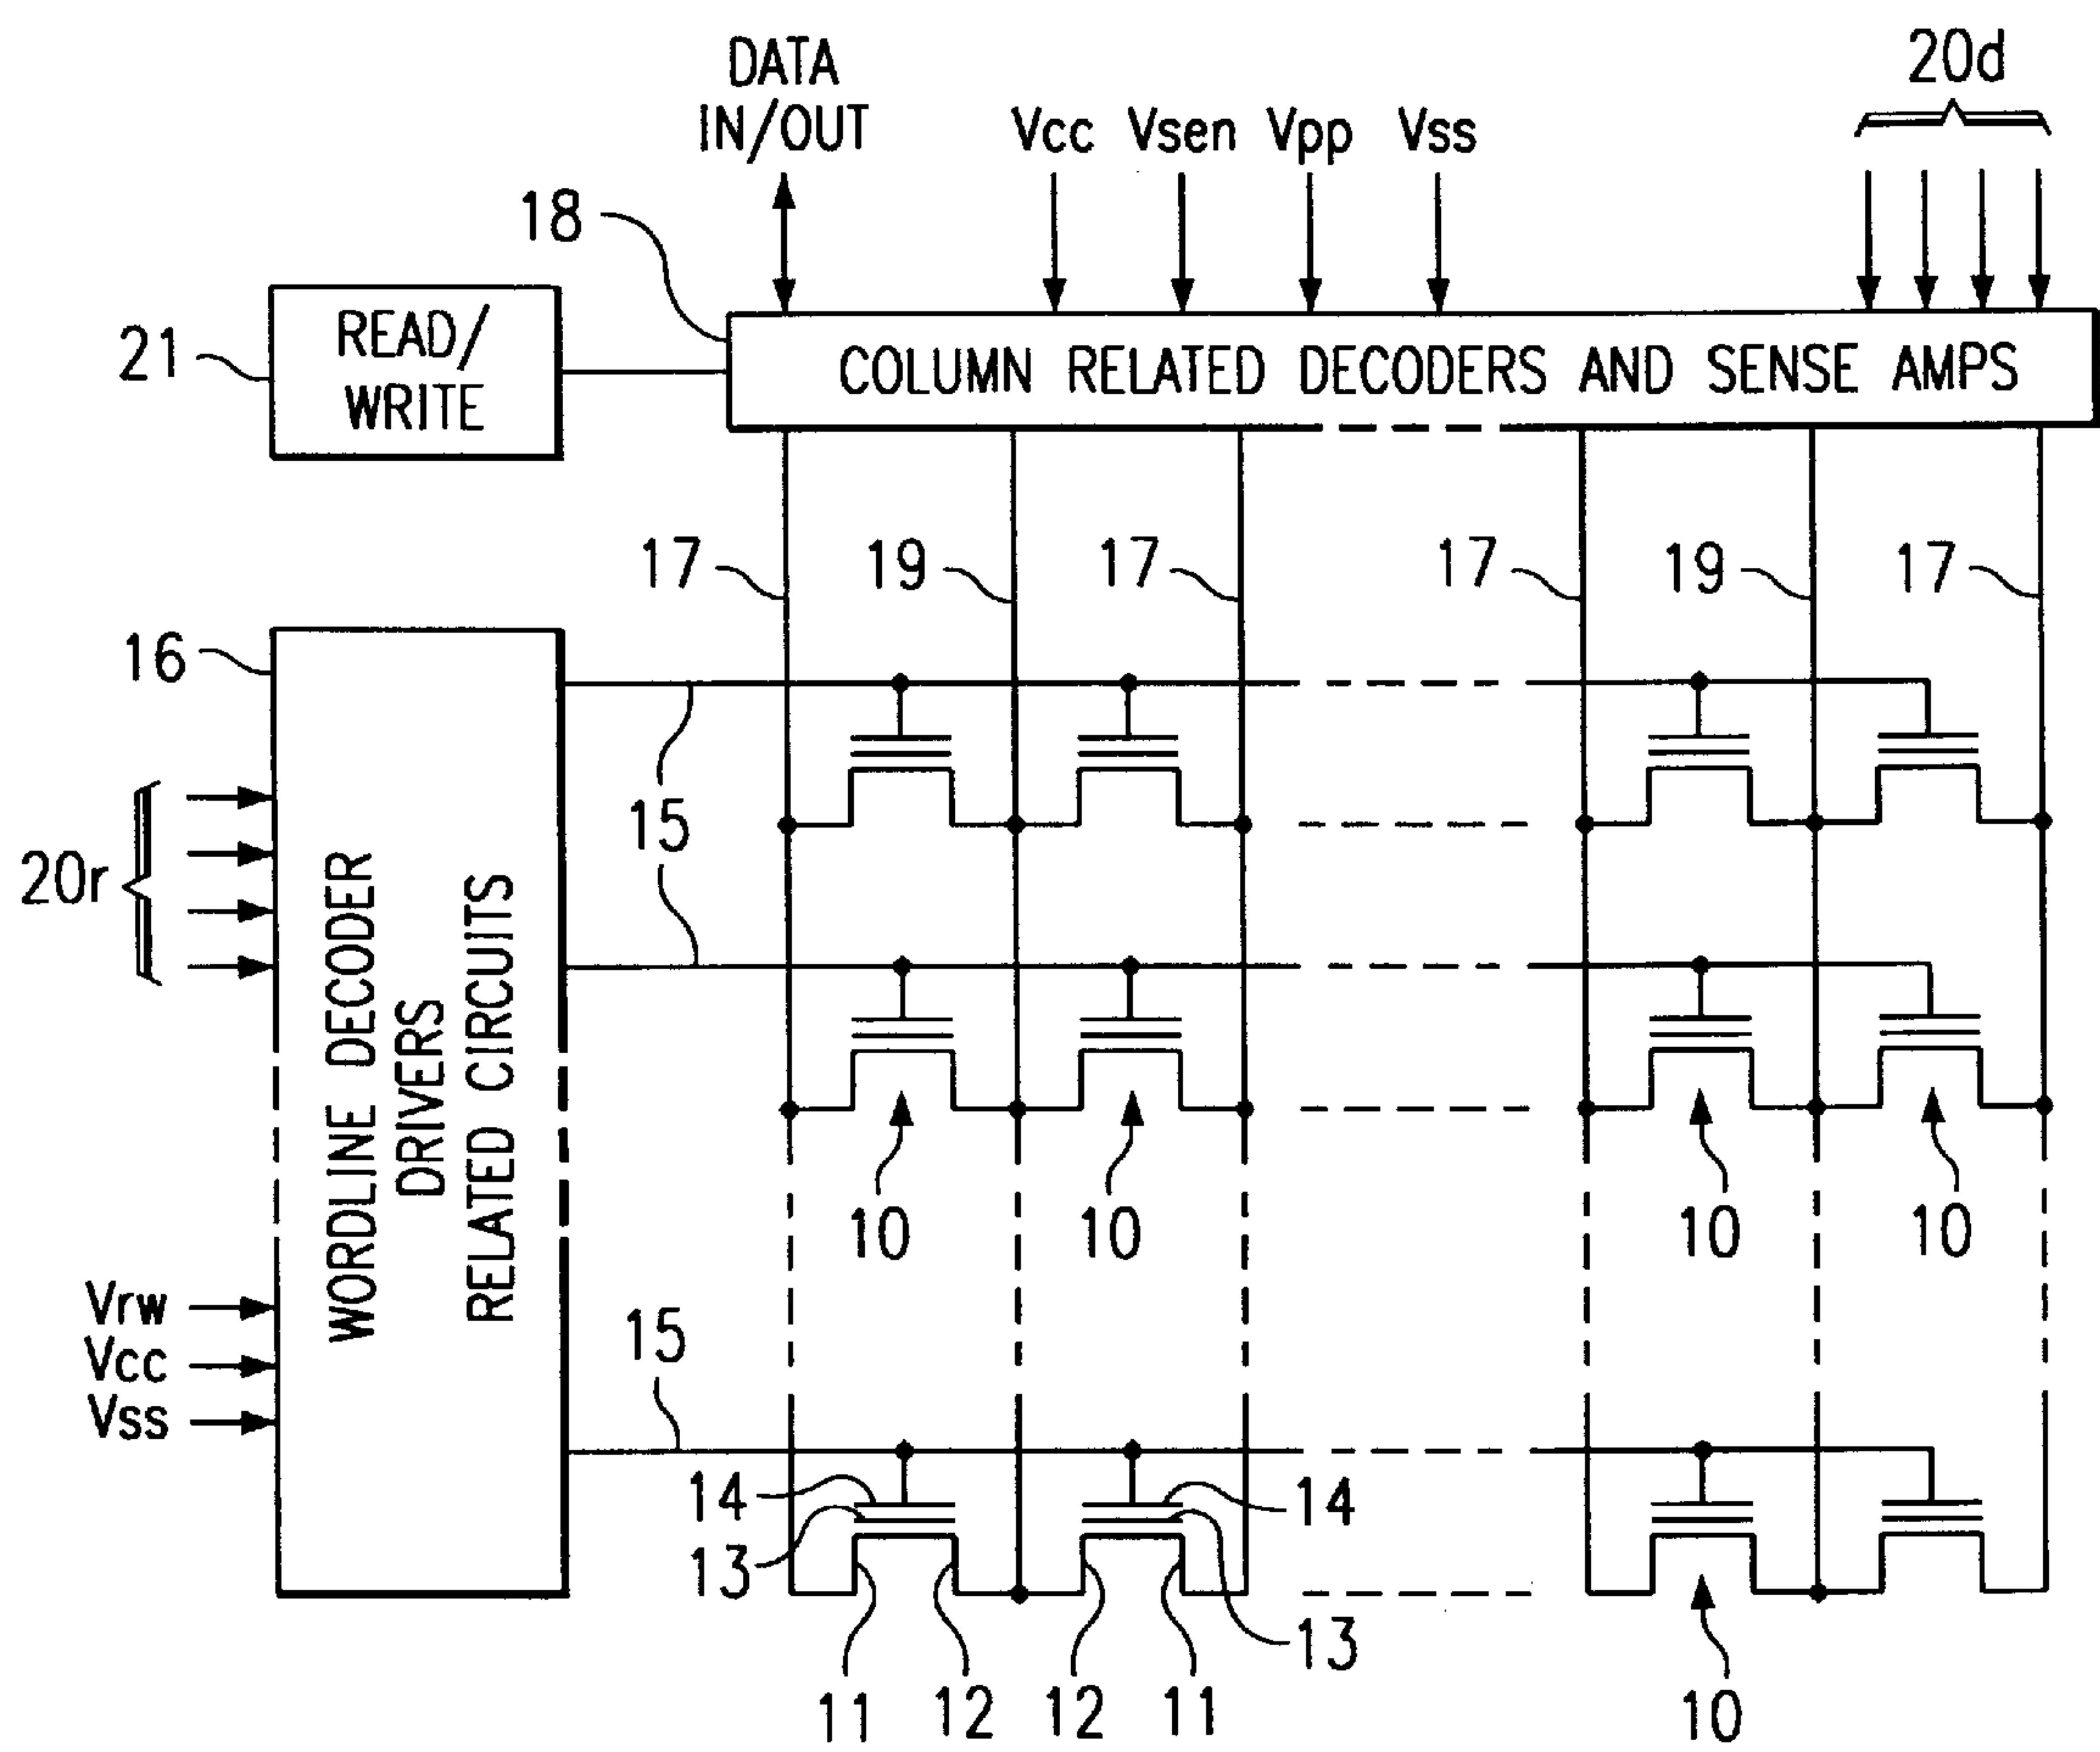 DATA
IN/OUT
Vcc Vsen Vpp Vss
20d
18
21
READ/
WRITE
COLUMN RELATED DECODERS AND SENSE AMPS
17 19 17 17 19 17
16
15
20r
WORDLINE DECODER
DRIVERS
RELATED CIRCUITS
10 10 10 10
Vrw
Vcc
Vss
15
14 14
13
13
11 12 12 11
10